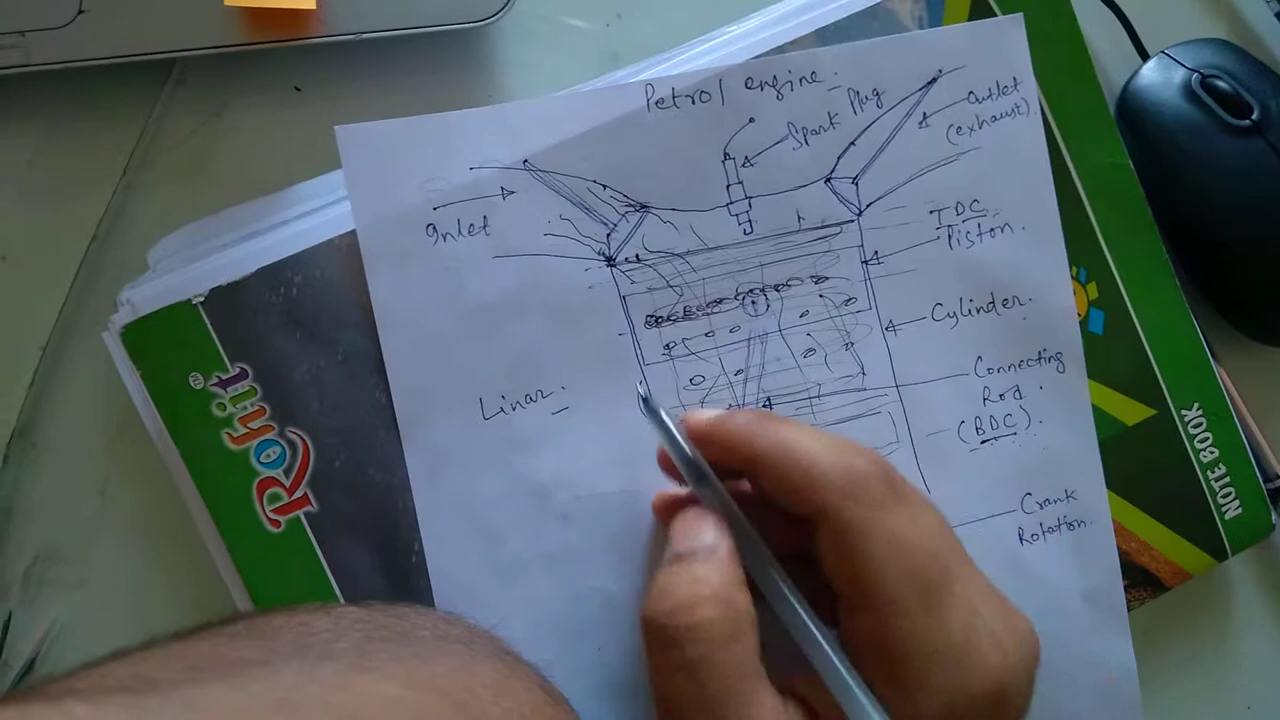 Petrol engine.
Spark Plug
Outlet
(exhaust).
Inlet
TDC
Piston.
Cylinder.
Connecting
Rod.
(BDC).
Linar
Crank
Rotation.
Rohit®
NOTE BOOK